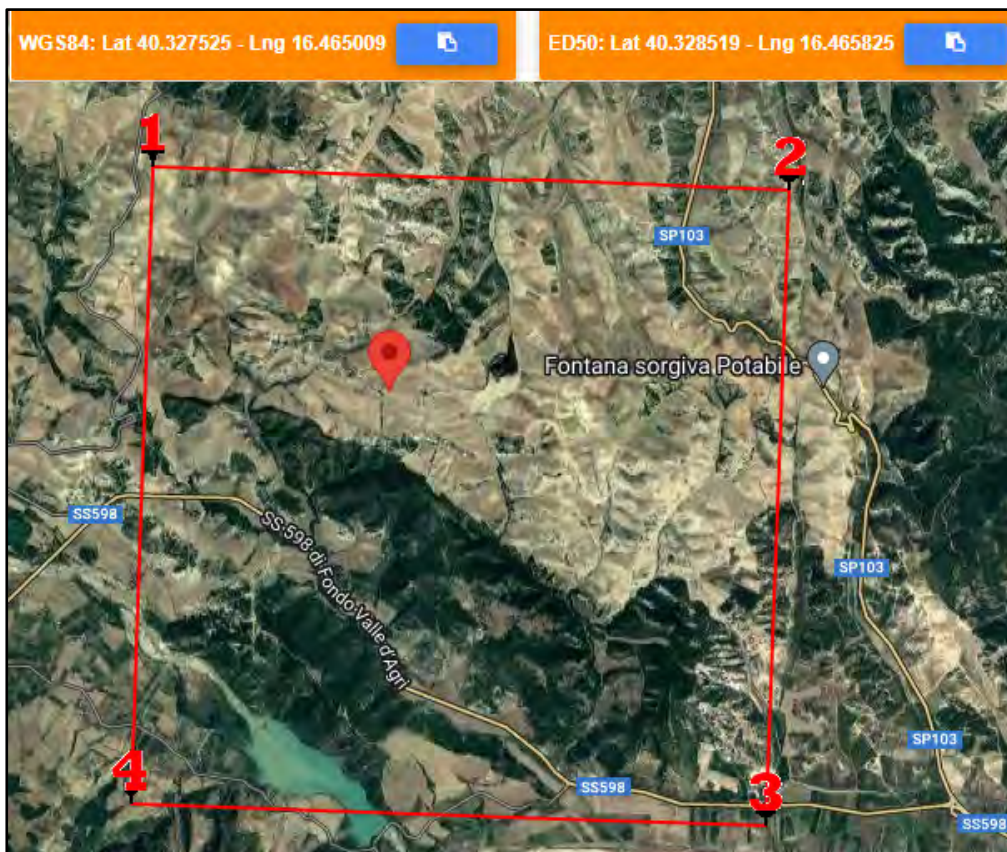 WGS84: Lat 40.327525 - Lng 16.465009
ED50: Lat 40.328519 - Lng 16.465825
1
2
SP103
Fontana sorgiva Potabile
SS598
SS 598 di Fondo Valle d'Agri
SP103
SP103
4
SS598
3
SS598